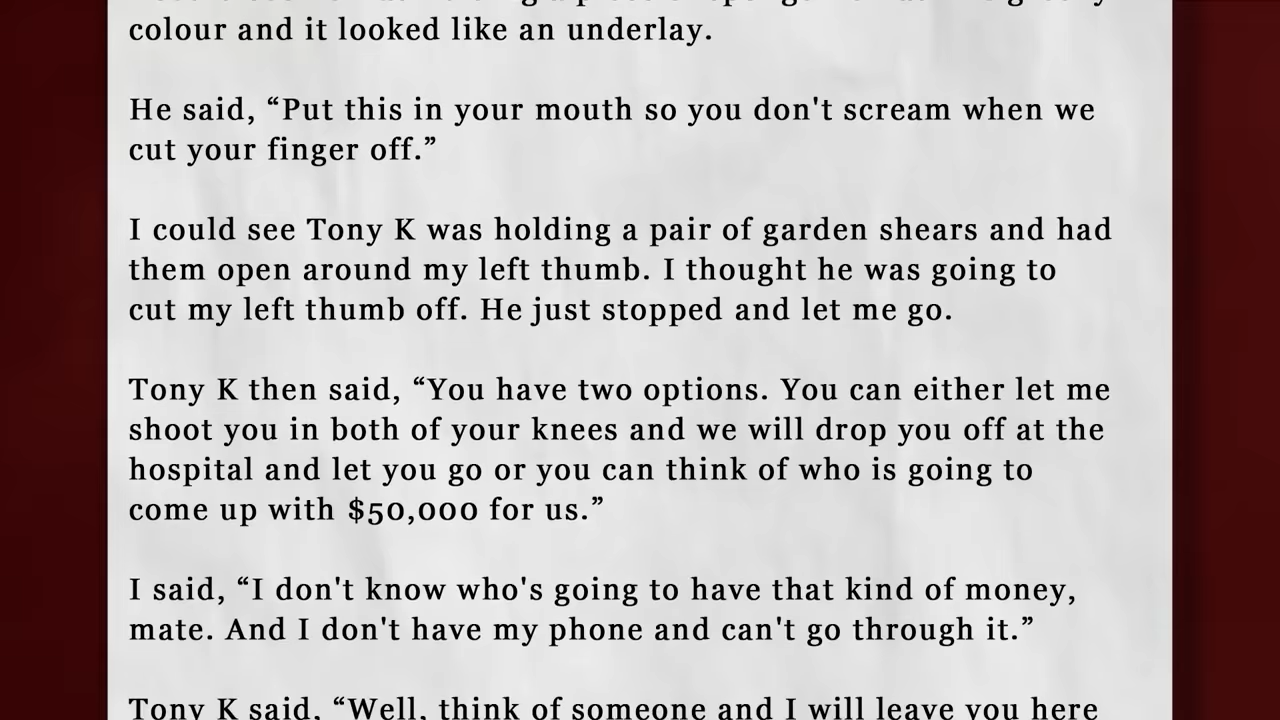 colour and it looked like an underlay.
He said, “Put this in your mouth so you don't scream when we
cut your finger off.”
I could see Tony K was holding a pair of garden shears and had
them open around my left thumb. I thought he was going to
cut my left thumb off. He just stopped and let me go.
Tony K then said, “You have two options. You can either let me
shoot you in both of your knees and we will drop you off at the
hospital and let you go or you can think of who is going to
come up with $50,000 for us.”
I said, “I don't know who's going to have that kind of money,
mate. And I don't have my phone and can't go through it.”
Tony K said, “Well, think of someone and I will leave you here